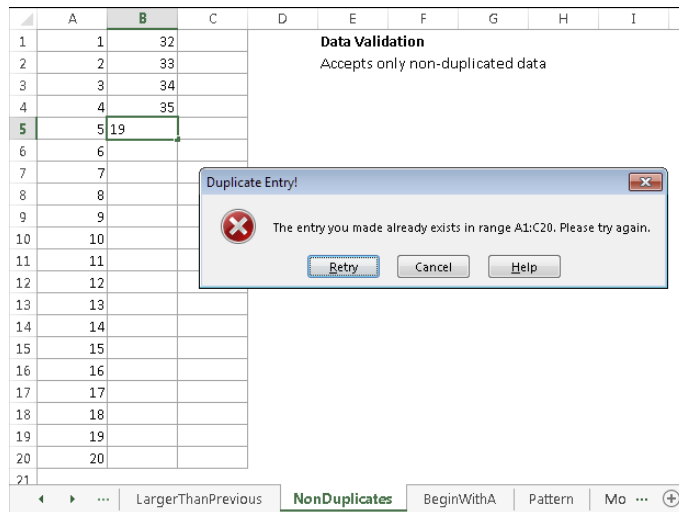 A B C D E F G H I
1 1 32 Data Validation
2 2 33 Accepts only non-duplicated data
3 3 34
4 4 35
5 5 19
6 6
7 7
Duplicate Entry!
8 8
9 9
The entry you made already exists in range A1:C20. Please try again.
10 10
11 11
Retry Cancel Help
12 12
13 13
14 14
15 15
16 16
17 17
18 18
19 19
20 20
21
... LargerThanPrevious NonDuplicates BeginWithA Pattern Mo ...